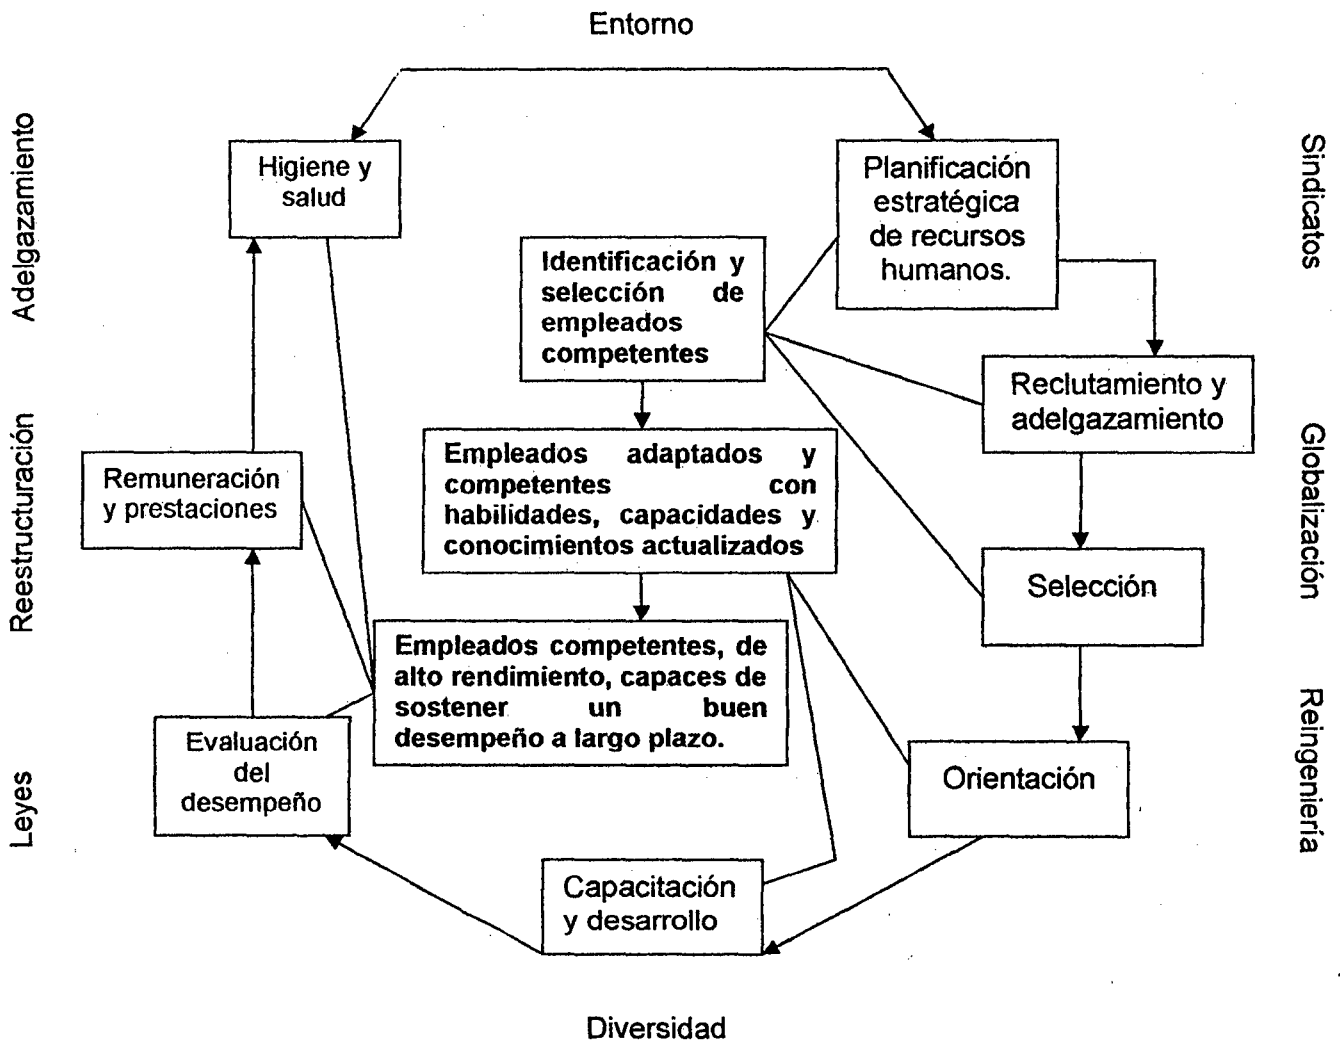 Entorno
Adelgazamiento
Reestructuración
Leyes
Higiene y
salud
Planificación
estratégica
de recursos
humanos.
Identificación y
selección de
empleados
competentes
Reclutamiento y
adelgazamiento
Empleados adaptados y
competentes con
habilidades, capacidades y
conocimientos actualizados
Remuneración
y prestaciones
Selección
Empleados competentes, de
alto rendimiento, capaces de
sostener un buen
desempeño a largo plazo.
Evaluación
del
desempeño
Orientación
Capacitación
y desarrollo
Sindicatos
Globalización
Reingeniería
Diversidad